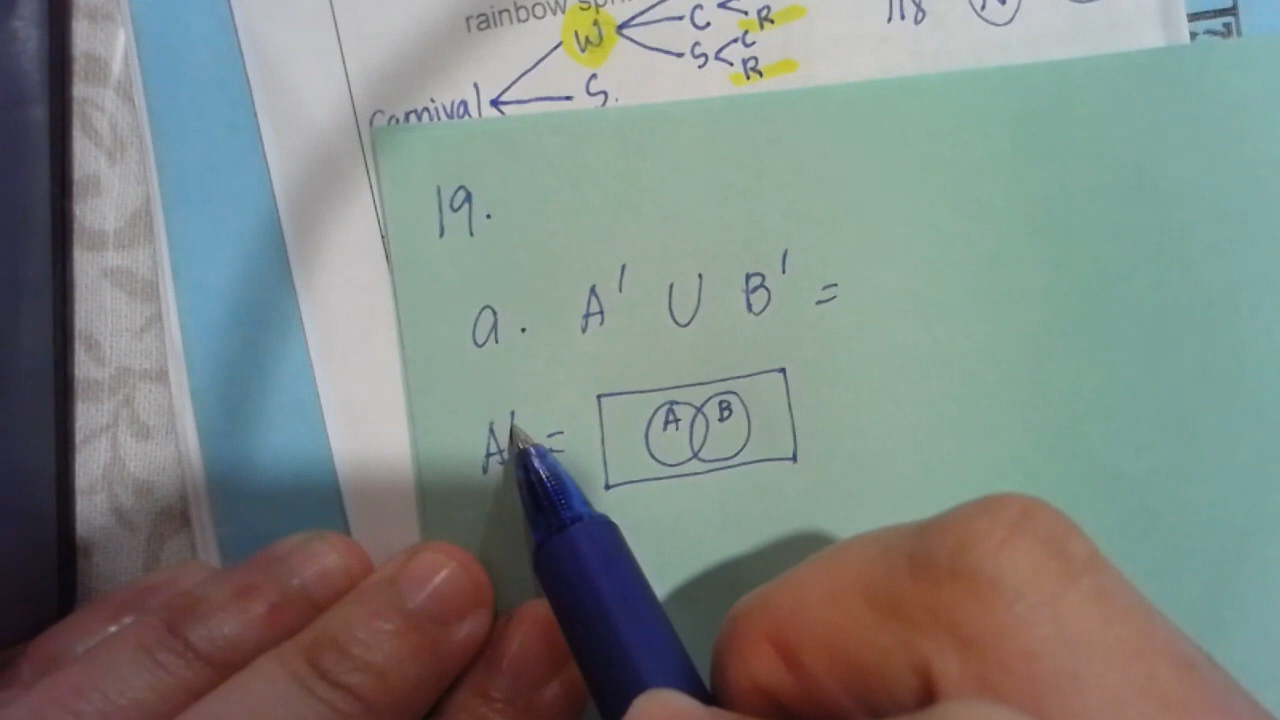 rainbow
C R
W
S C
R
Carnival S.
118
19.
a. A' ∪ B' =
A' = A B